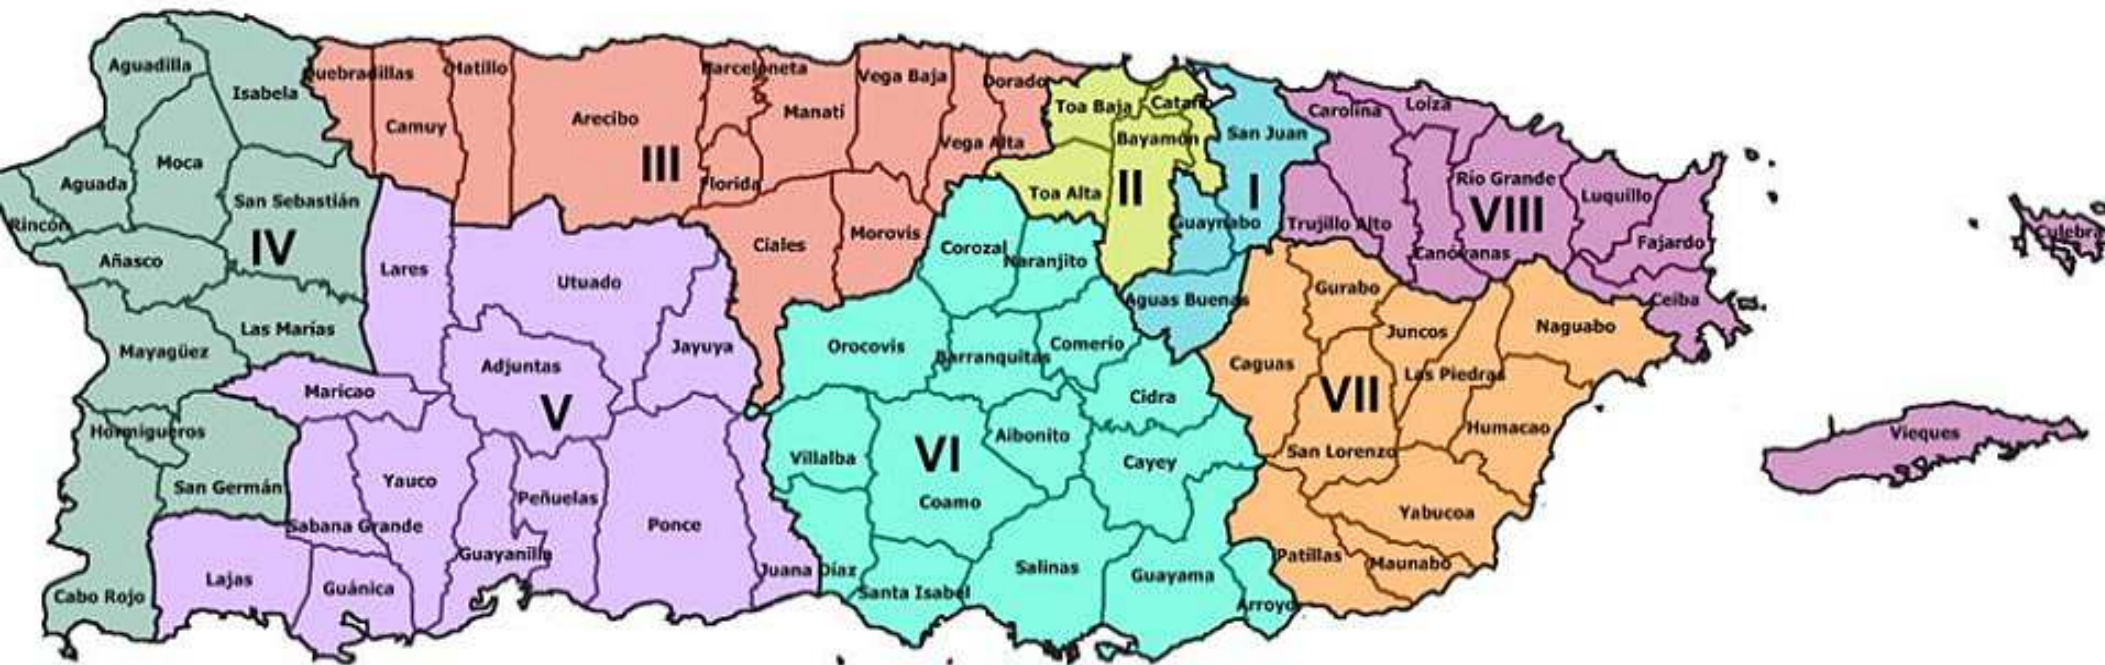 Aguadilla
Isabela
Quebradillas
Camuy
Hatillo
Arecibo
Barceloneta
Manatí
Vega Baja
Dorado
Vega Alta
Florida
III
Ciales
Morovis
Moca
Aguada
Rincón
San Sebastián
IV
Añasco
Las Marías
Mayagüez
Hormigueros
San Germán
Cabo Rojo
Toa Baja
Cataño
Bayamón
Toa Alta
II
San Juan
I
Guaynabo
Aguas Buenas
Carolina
Loíza
Río Grande
Luquillo
VIII
Trujillo Alto
Canóvanas
Fajardo
Ceiba
Culebra
Vieques
Lares
Utuado
Jayuya
Adjuntas
V
Maricao
Yauco
Peñuelas
Ponce
Sabana Grande
Guayanilla
Lajas
Guánica
Juana Díaz
Corozal
Naranjito
Orocovis
Barranquitas
Comerío
Cidra
Villalba
VI
Aibonito
Cayey
Coamo
Salinas
Santa Isabel
Guayama
Arroyo
Gurabo
Juncos
Naguabo
Caguas
VII
Las Piedras
Humacao
San Lorenzo
Yabucoa
Patillas
Maunabo